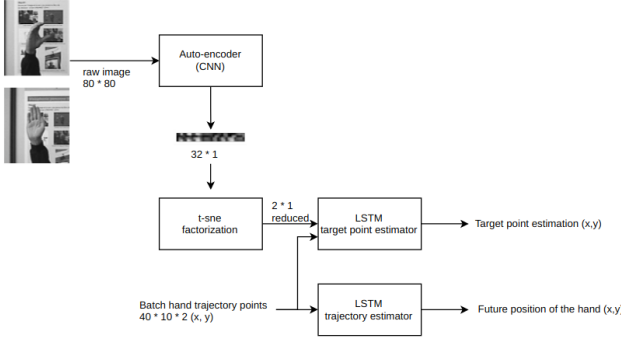 raw image
80 * 80
Auto-encoder
(CNN)
32 * 1
t-sne
factorization
2 * 1
reduced
LSTM
target point estimator
Target point estimation (x,y)
Batch hand trajectory points
40 * 10 * 2 (x, y)
LSTM
trajectory estimator
Future position of the hand (x,y